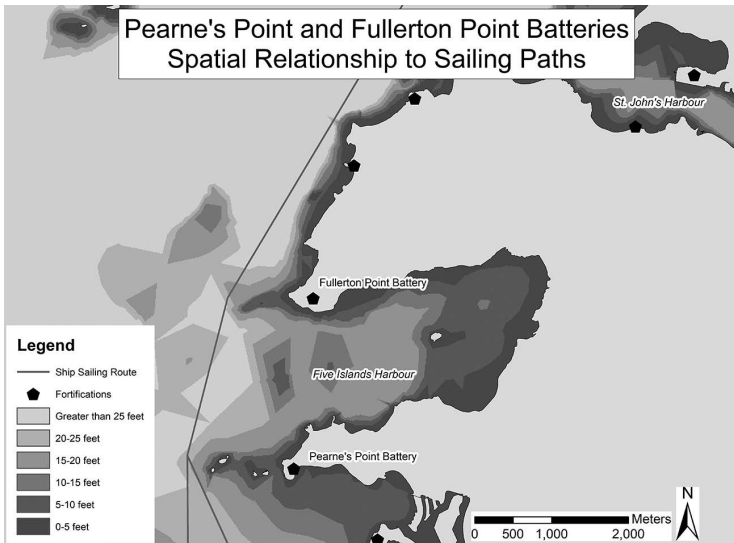 Pearne's Point and Fullerton Point Batteries
Spatial Relationship to Sailing Paths
St. John's Harbour
Fullerton Point Battery
Five Islands Harbour
Pearne's Point Battery
Legend
Ship Sailing Route
Fortifications
Greater than 25 feet
20-25 feet
15-20 feet
10-15 feet
5-10 feet
0-5 feet
N
Meters
0 500 1,000 2,000